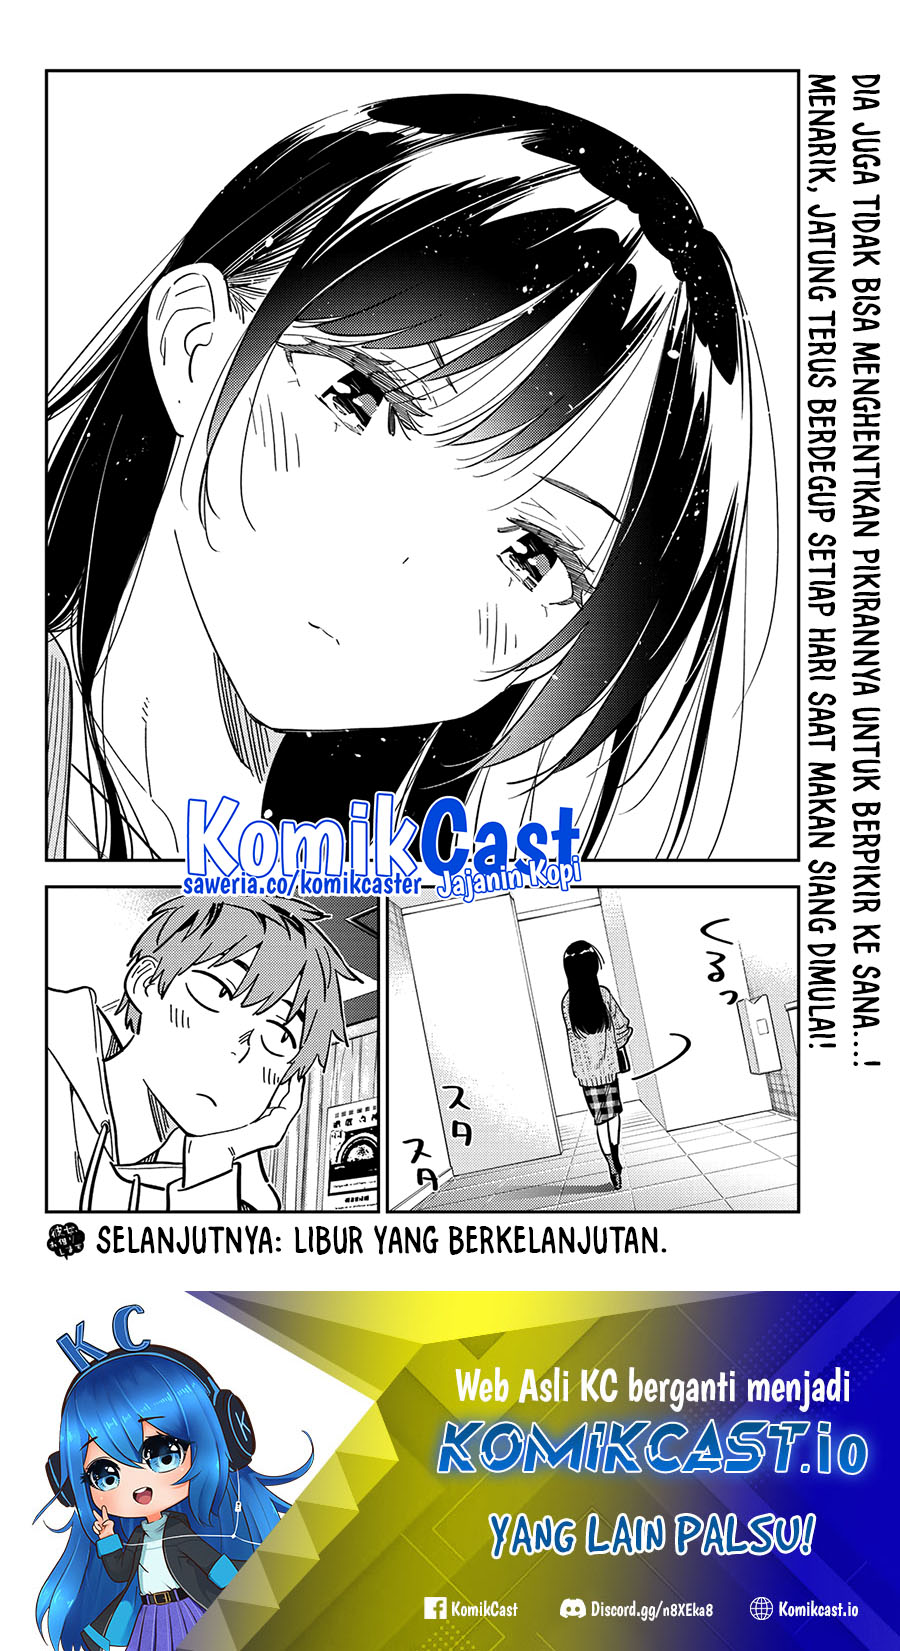 DIA JUGA TIDAK BISA MENGHENTIKAN PIKIRANNYA UNTUK BERPIKIR KE SANA...!
MENARIK, JATUNG TERUS BERDEGUP SETIAP HARI SAAT MAKAN SIANG DIMULAI!
KomikCast
saweria.co/komikcaster Jajanin Kopi
くるっ
スタ
スタ
SELANJUTNYA: LIBUR YANG BERKELANJUTAN.
KC
K
Web Asli KC berganti menjadi
KOMIKCAST.io
YANG LAIN PALSU!
KomikCast
Discord.gg/n8XEka8
Komikcast.io